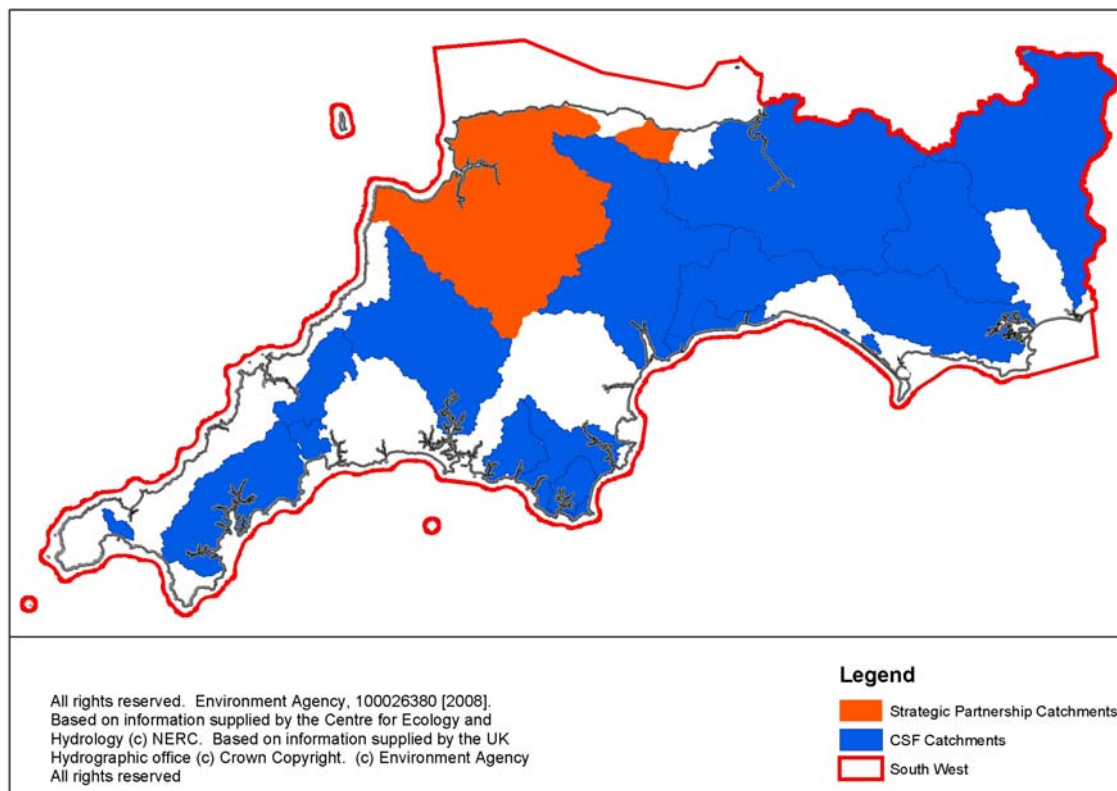 All rights reserved. Environment Agency, 100026380 [2008].
Based on information supplied by the Centre for Ecology and
Hydrology (c) NERC. Based on information supplied by the UK
Hydrographic office (c) Crown Copyright. (c) Environment Agency
All rights reserved
Legend
Strategic Partnership Catchments
CSF Catchments
South West